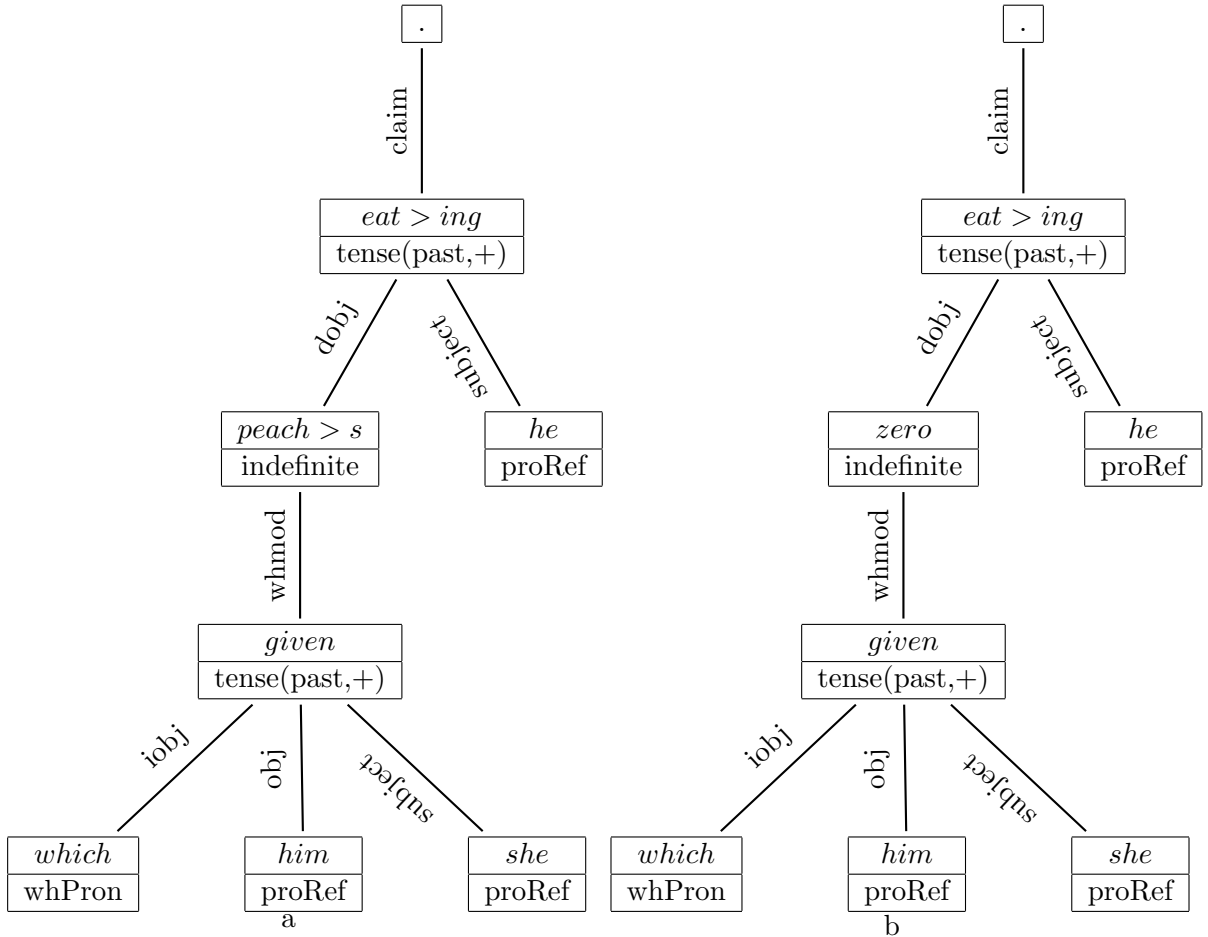 .
claim
eat > ing
tense(past,+)
dobj
subject
peach > s
indefinite
he
proRef
whmod
given
tense(past,+)
iobj
obj
subject
which
whPron
him
proRef
she
proRef
a
.
claim
eat > ing
tense(past,+)
dobj
subject
zero
indefinite
he
proRef
whmod
given
tense(past,+)
iobj
obj
subject
which
whPron
him
proRef
she
proRef
b